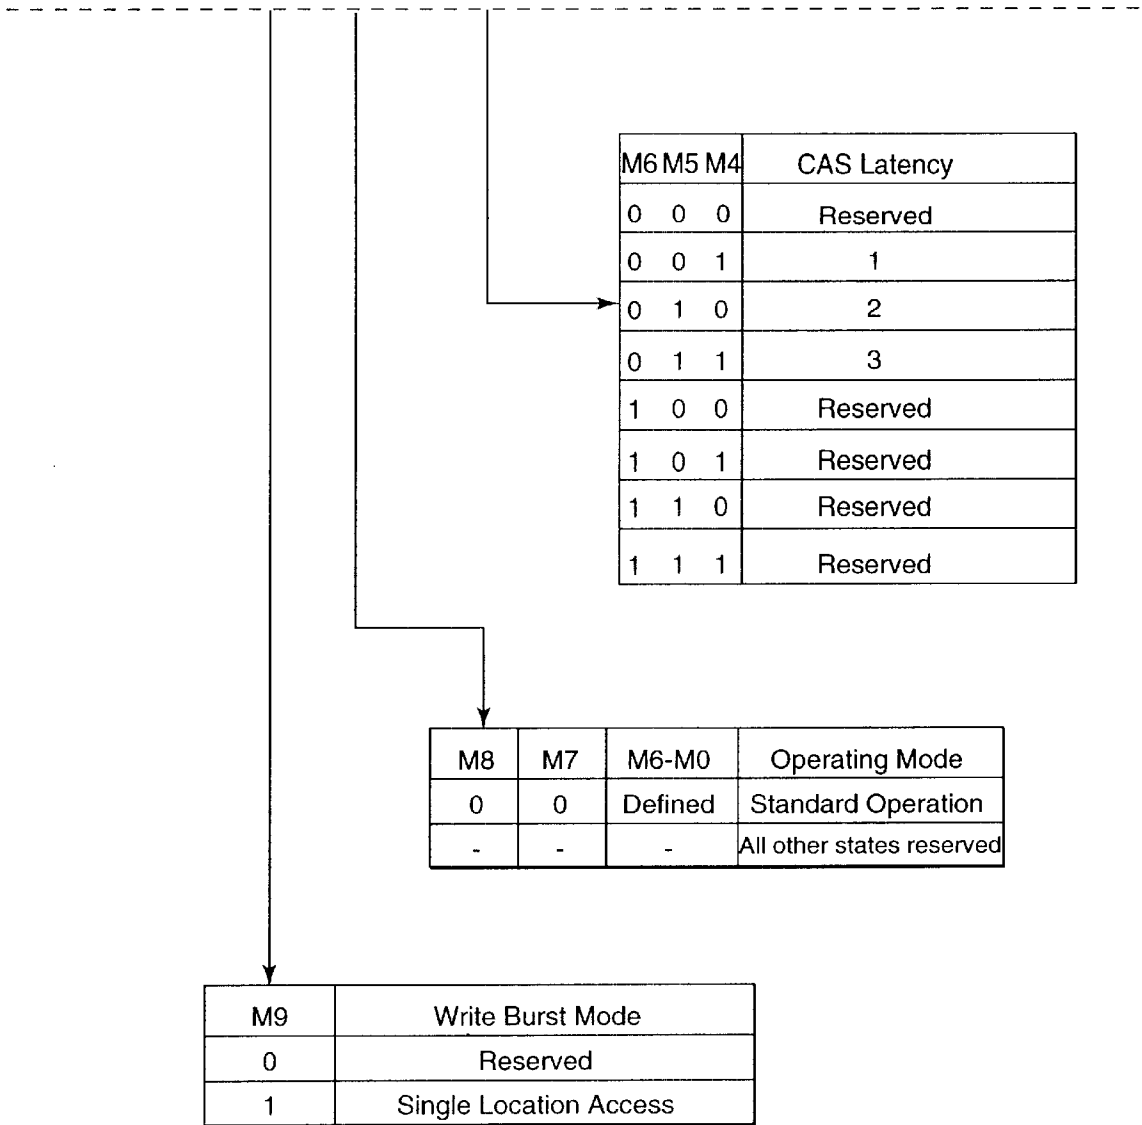 M6 M5 M4 CAS Latency
0 0 0 Reserved
0 0 1 1
0 1 0 2
0 1 1 3
1 0 0 Reserved
1 0 1 Reserved
1 1 0 Reserved
1 1 1 Reserved
M8 M7 M6-M0 Operating Mode
0 0 Defined Standard Operation
- - - All other states reserved
M9 Write Burst Mode
0 Reserved
1 Single Location Access